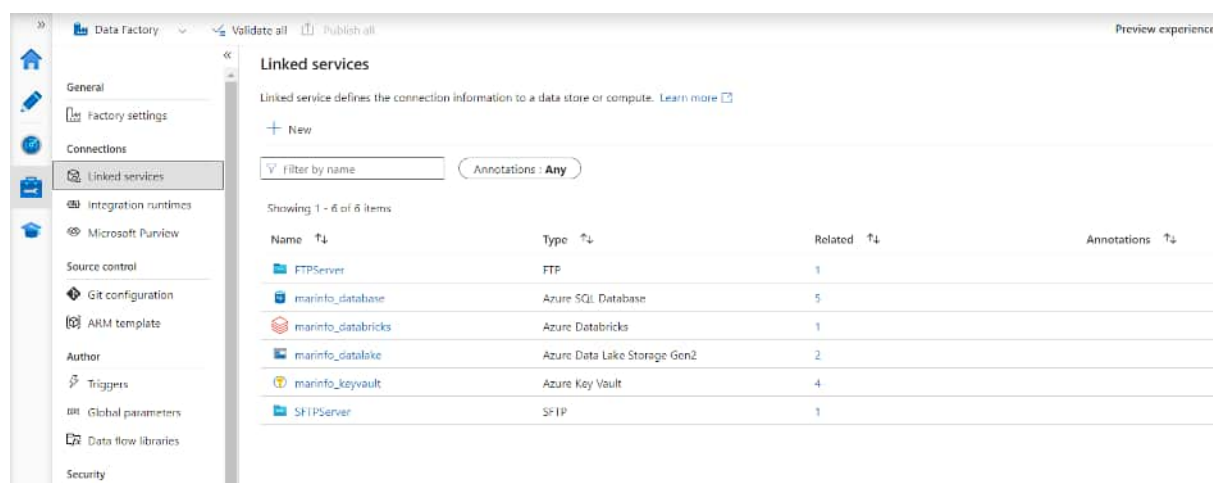 » Data Factory Validate all Publish all Preview experience
«
General
Factory settings
Connections
Linked services
Integration runtimes
Microsoft Purview
Source control
Git configuration
ARM template
Author
Triggers
Global parameters
Data flow libraries
Security
Linked services
Linked service defines the connection information to a data store or compute. Learn more
+ New
Filter by name Annotations : Any
Showing 1 - 6 of 6 items
Name ↑↓ Type ↑↓ Related ↑↓ Annotations ↑↓
FTPServer FTP 1
marinfo_database Azure SQL Database 5
marinfo_databricks Azure Databricks 1
marinfo_datalake Azure Data Lake Storage Gen2 2
marinfo_keyvault Azure Key Vault 4
SFTPServer SFTP 1